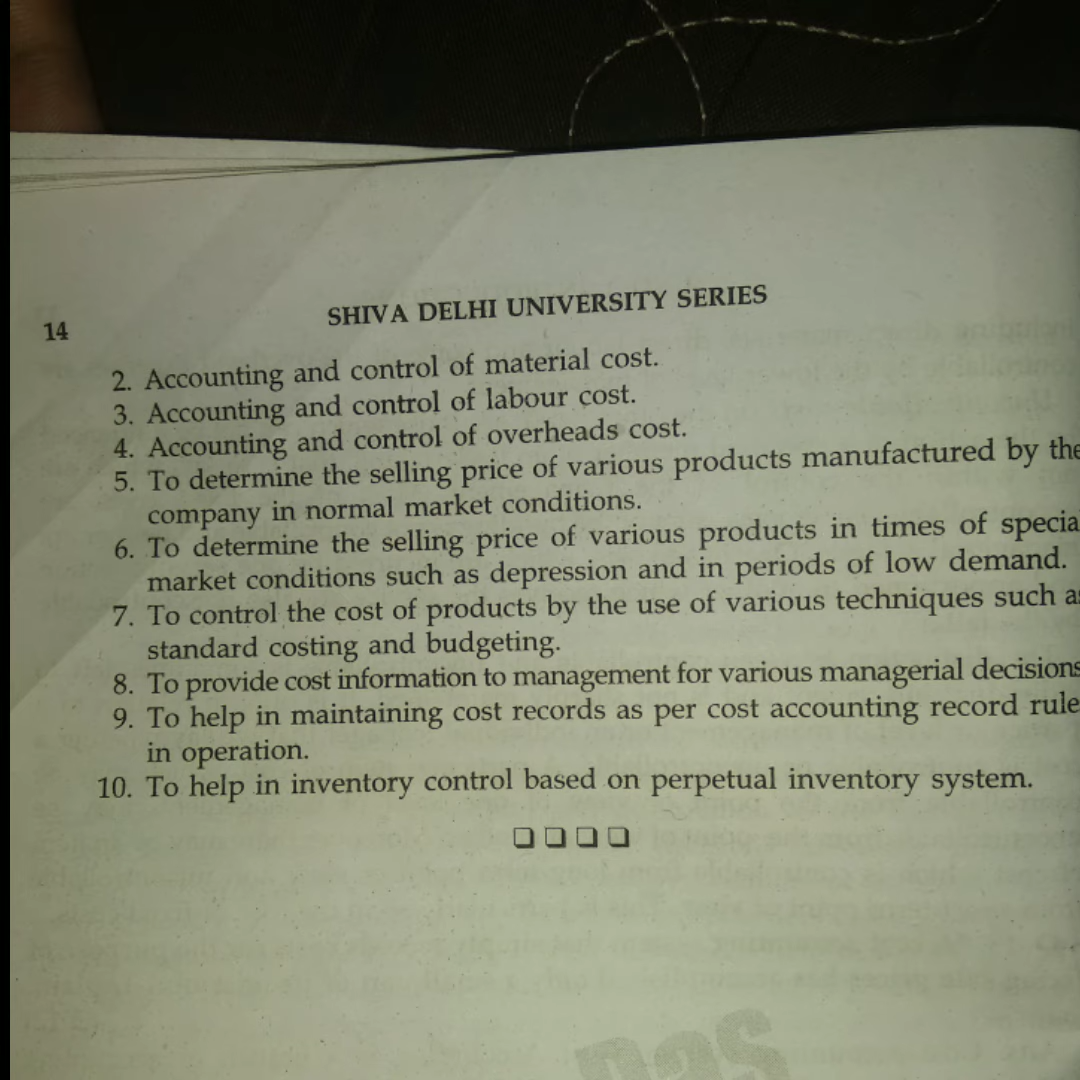 SHIVA DELHI UNIVERSITY SERIES
14
2. Accounting and control of material cost.
3. Accounting and control of labour cost.
4. Accounting and control of overheads cost.
5. To determine the selling price of various products manufactured by the
company in normal market conditions.
6. To determine the selling price of various products in times of specia
market conditions such as depression and in periods of low demand.
7. To control the cost of products by the use of various techniques such as
standard costing and budgeting.
8. To provide cost information to management for various managerial decisions
9. To help in maintaining cost records as per cost accounting record rule
in operation.
10. To help in inventory control based on perpetual inventory system.